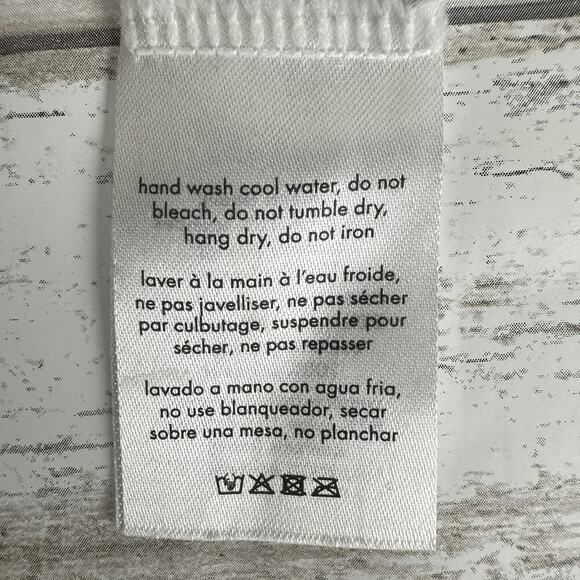 hand wash cool water, do not
bleach, do not tumble dry,
hang dry, do not iron
laver à la main à l'eau froide,
ne pas javelliser, ne pas sécher
par culbutage, suspendre pour
sécher, ne pas repasser
lavado a mano con agua fria,
no use blanqueador, secar
sobre una mesa, no planchar